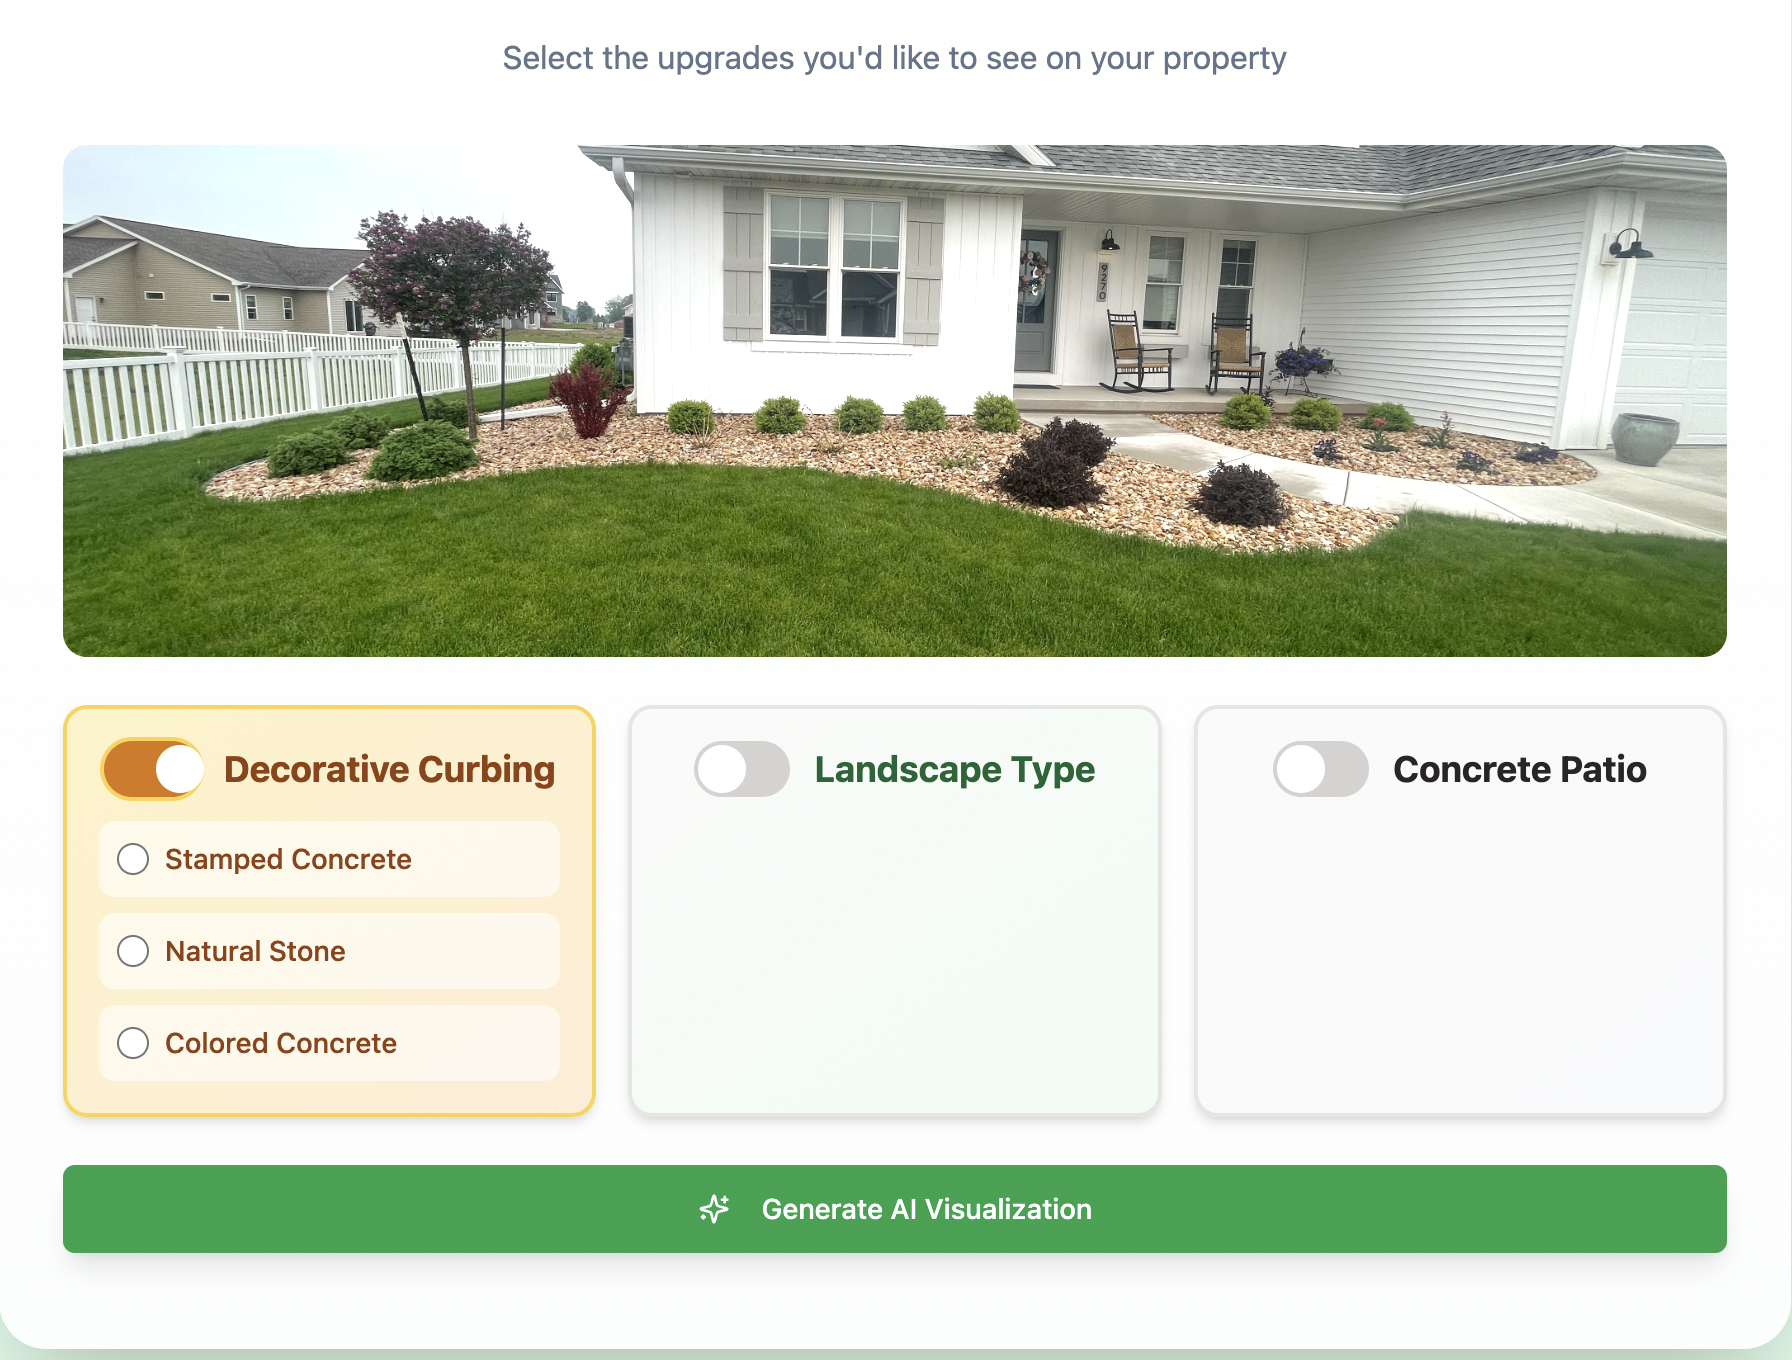 Select the upgrades you'd like to see on your property
9270
Decorative Curbing
Stamped Concrete
Natural Stone
Colored Concrete
Landscape Type
Concrete Patio
Generate AI Visualization